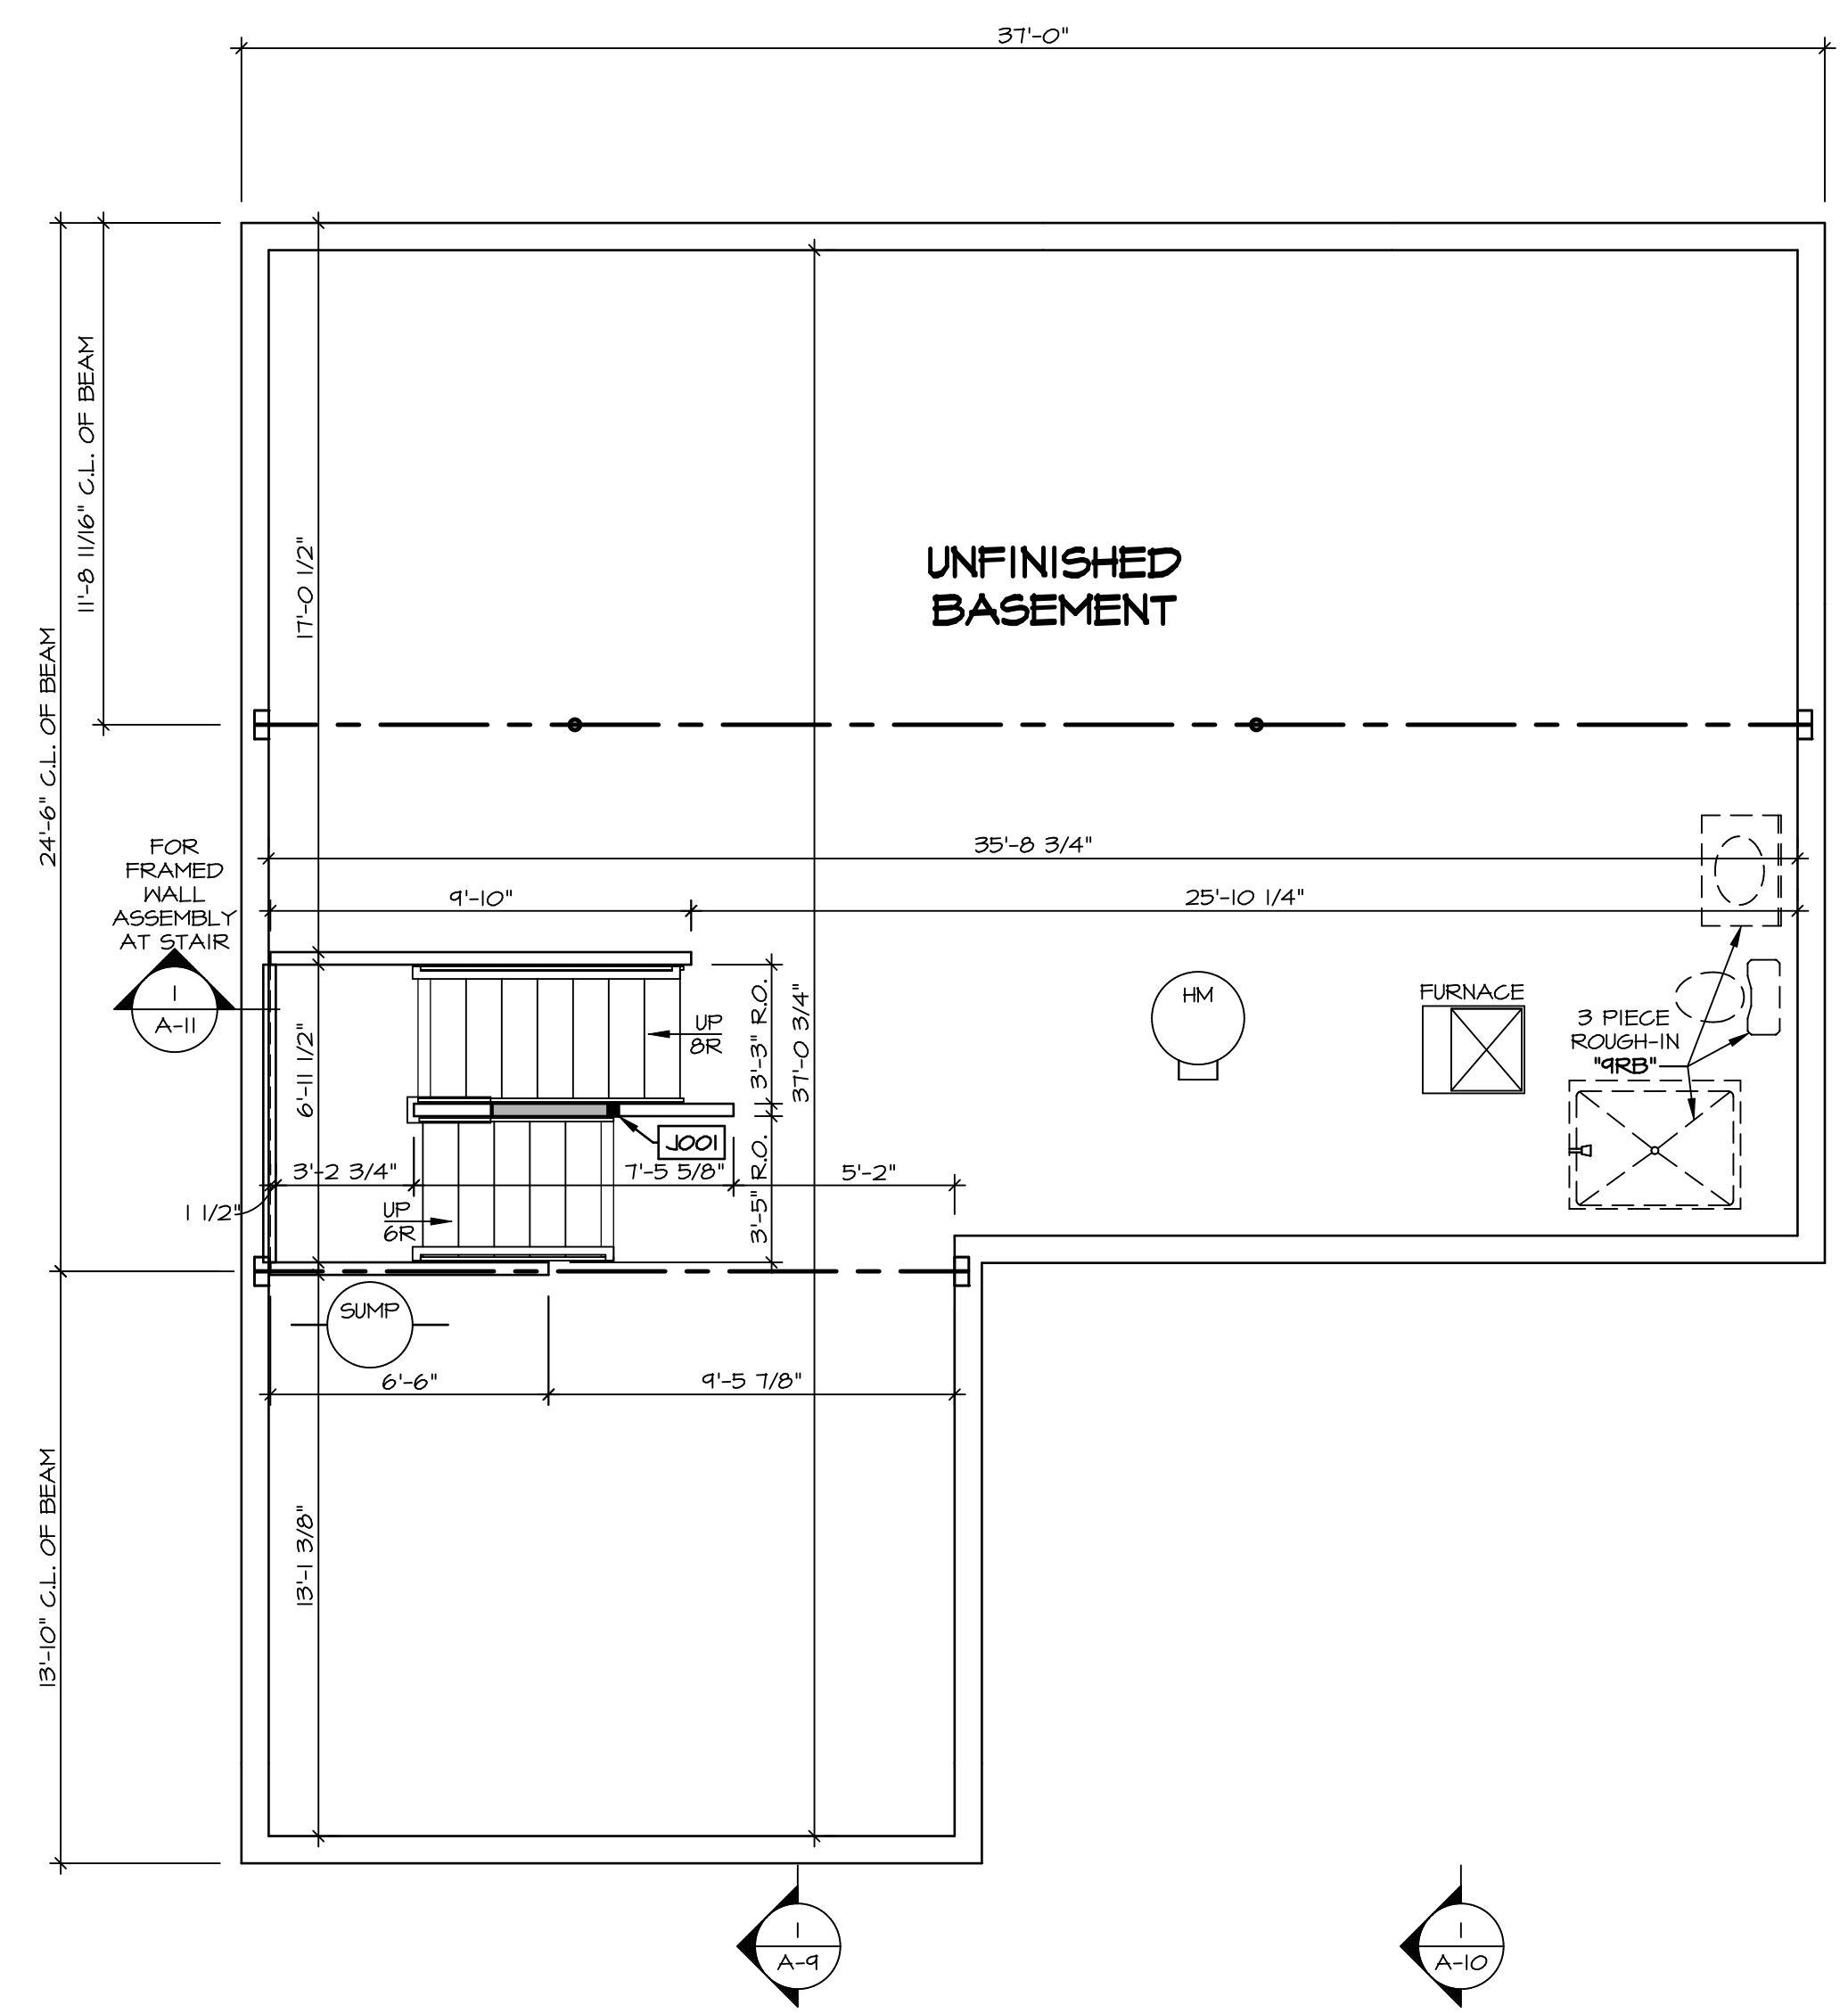 37'-0"
11'-8 11/16" C.L. OF BEAM
24'-6" C.L. OF BEAM
17'-0 1/2"
UNFINISHED
BASEMENT
35'-8 3/4"
9'-10"
25'-10 1/4"
FOR
FRAMED
WALL
ASSEMBLY
AT STAIR
1
A-11
6'-11 1/2"
UP
8R
3'-3" R.O.
37'-0 3/4"
HM
FURNACE
3 PIECE
ROUGH-IN
"9RB"
J001
3'-2 3/4"
7'-5 5/8"
3'-5" R.O.
5'-2"
1 1/2"
UP
6R
SUMP
6'-6"
9'-5 7/8"
13'-10" C.L. OF BEAM
13'-1 3/8"
1
A-9
1
A-10